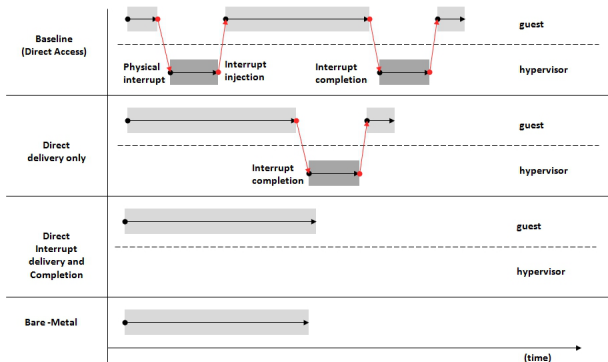 Baseline
(Direct Access)
guest
Physical
interrupt
Interrupt
injection
Interrupt
completion
hypervisor
Direct
delivery only
guest
Interrupt
completion
hypervisor
Direct
Interrupt
delivery and
Completion
guest
hypervisor
Bare -Metal
(time)